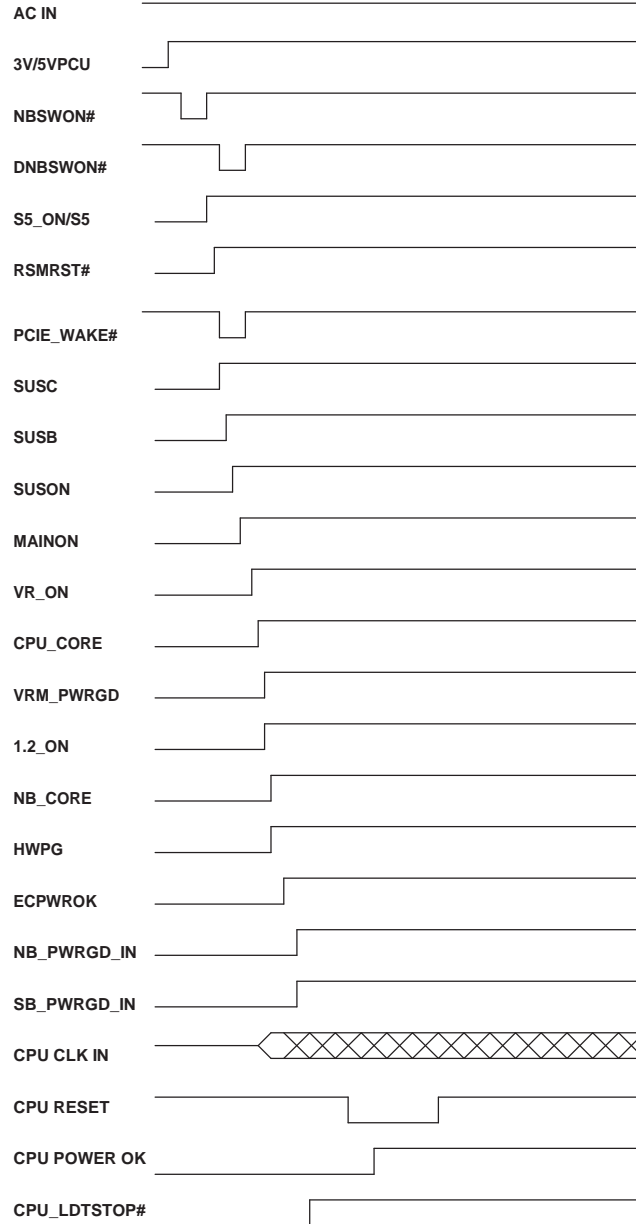 AC IN
3V/5VPCU
NBSWON#
DNBSWON#
S5_ON/S5
RSMRST#
PCIE_WAKE#
SUSC
SUSB
SUSON
MAINON
VR_ON
CPU_CORE
VRM_PWRGD
1.2_ON
NB_CORE
HWPG
ECPWROK
NB_PWRGD_IN
SB_PWRGD_IN
CPU CLK IN
CPU RESET
CPU POWER OK
CPU_LDTSTOP#